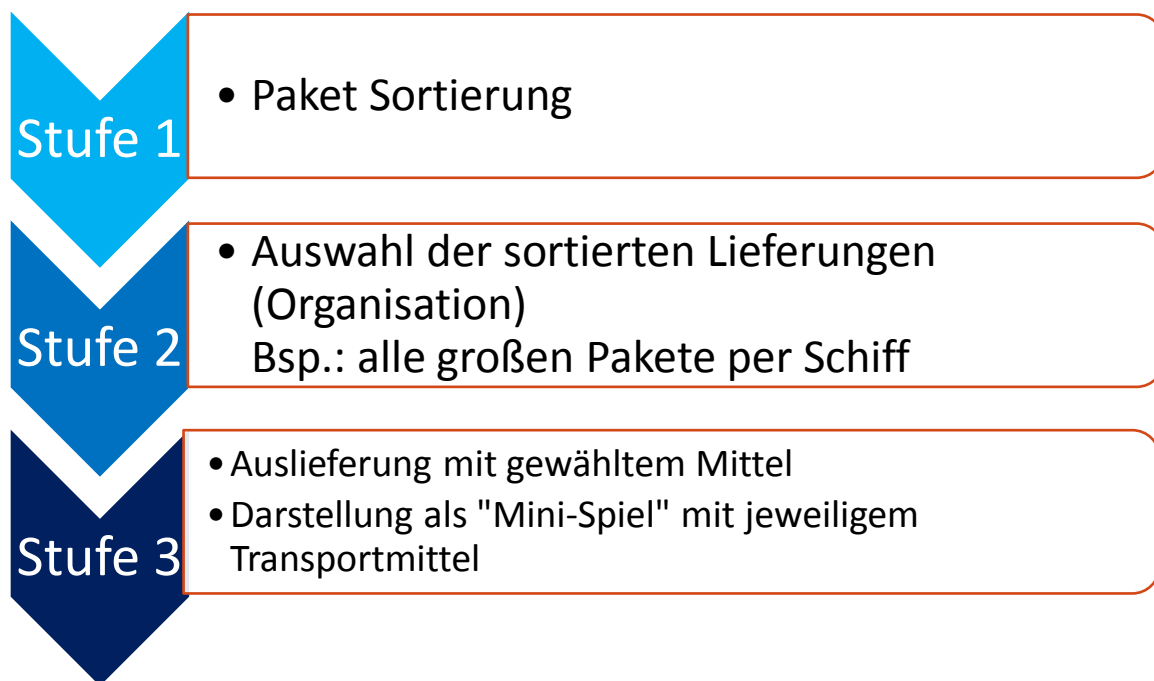 Stufe 1
• Paket Sortierung
Stufe 2
• Auswahl der sortierten Lieferungen
(Organisation)
Bsp.: alle großen Pakete per Schiff
Stufe 3
• Auslieferung mit gewähltem Mittel
• Darstellung als "Mini-Spiel" mit jeweiligem
Transportmittel